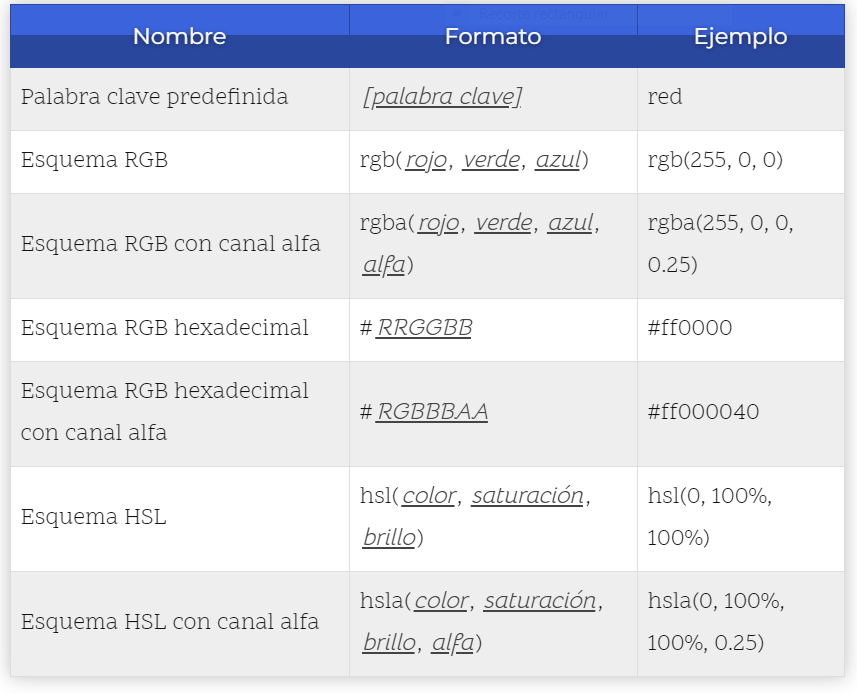 Recorte rectangular
Nombre Formato Ejemplo
Palabra clave predefinida [palabra clave] red
Esquema RGB rgb(rojo, verde, azul) rgb(255, 0, 0)
Esquema RGB con canal alfa rgba(rojo, verde, azul, rgba(255, 0, 0,
alfa) 0.25)
Esquema RGB hexadecimal #RRGGBB #ff0000
Esquema RGB hexadecimal
con canal alfa #RGBBBAA #ff000040
Esquema HSL hsl(color, saturación, hsl(0, 100%,
brillo) 100%)
Esquema HSL con canal alfa hsla(color, saturación, hsla(0, 100%,
brillo, alfa) 100%, 0.25)